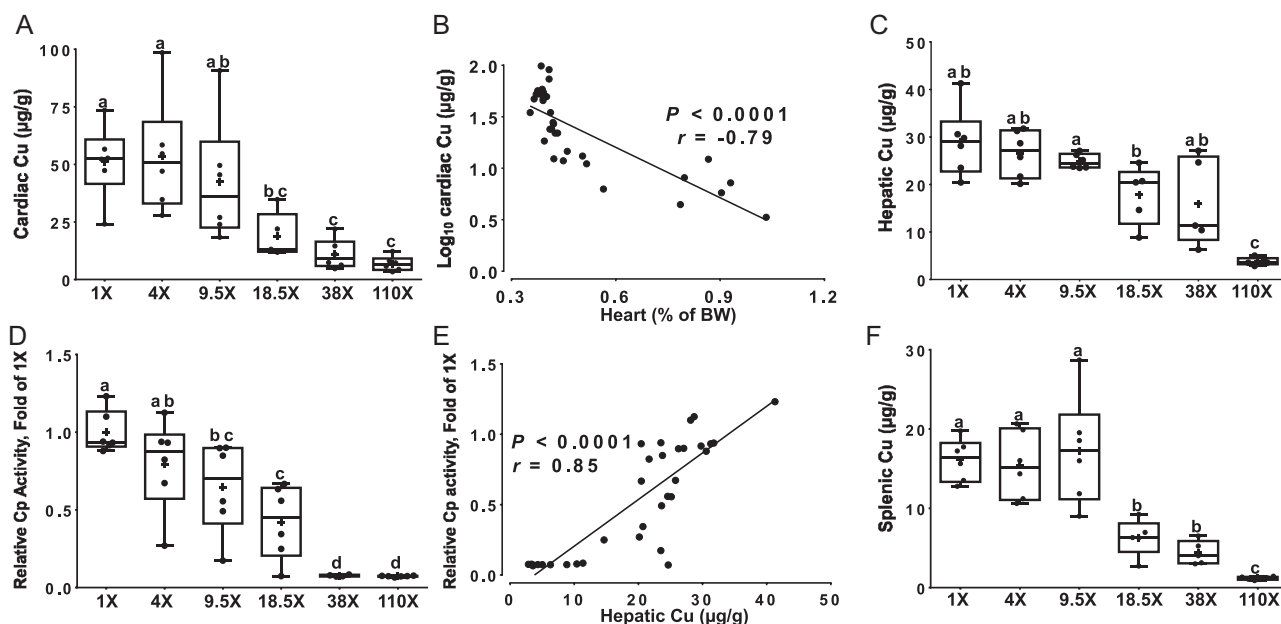 A
Cardiac Cu (µg/g)
100
75
50
25
0
a
a
a b
b c
c
c
1X
4X
9.5X
18.5X
38X
110X
B
Log10 cardiac Cu (µg/g)
2.0
1.5
1.0
0.5
0.0
P < 0.0001
r = -0.79
0.3
0.6
0.9
1.2
Heart (% of BW)
C
Hepatic Cu (µg/g)
50
40
30
20
10
0
a b
a b
a
b
a b
c
1X
4X
9.5X
18.5X
38X
110X
D
Relative Cp Activity, Fold of 1X
1.5
1.0
0.5
0.0
a
a b
b c
c
d
d
1X
4X
9.5X
18.5X
38X
110X
E
Relative Cp activity, Fold of 1X
1.5
1.0
0.5
0.0
P < 0.0001
r = 0.85
0
10
20
30
40
50
Hepatic Cu (µg/g)
F
Splenic Cu (µg/g)
30
20
10
0
a
a
a
b
b
c
1X
4X
9.5X
18.5X
38X
110X